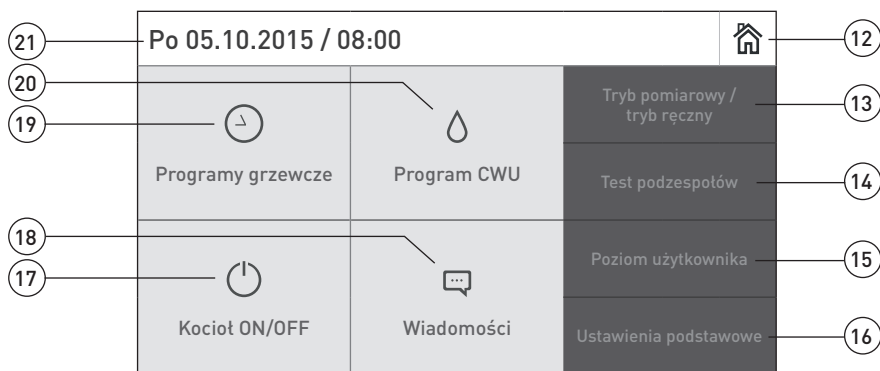 21
Po 05.10.2015 / 08:00
12
20
19
Programy grzewcze
Program CWU
Tryb pomiarowy /
tryb ręczny
13
Test podzespołów
14
18
17
Kocioł ON/OFF
Wiadomości
Poziom użytkownika
15
Ustawienia podstawowe
16